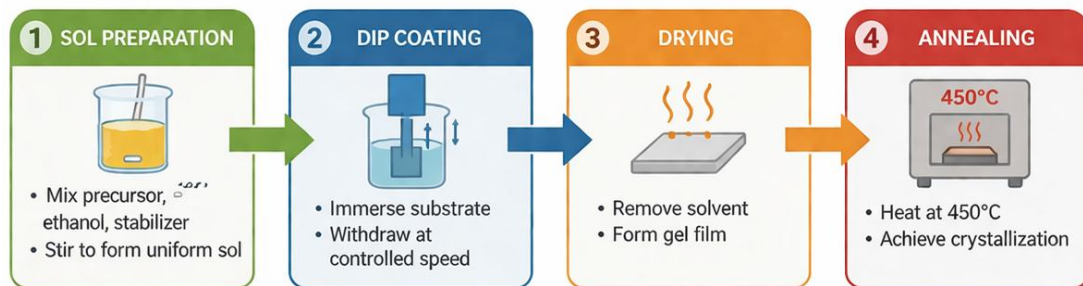 1 SOL PREPARATION
• Mix precursor,
ethanol, stabilizer
• Stir to form uniform sol
2 DIP COATING
• Immerse substrate
• Withdraw at
controlled speed
3 DRYING
• Remove solvent
• Form gel film
4 ANNEALING
450°C
• Heat at 450°C
• Achieve crystallization